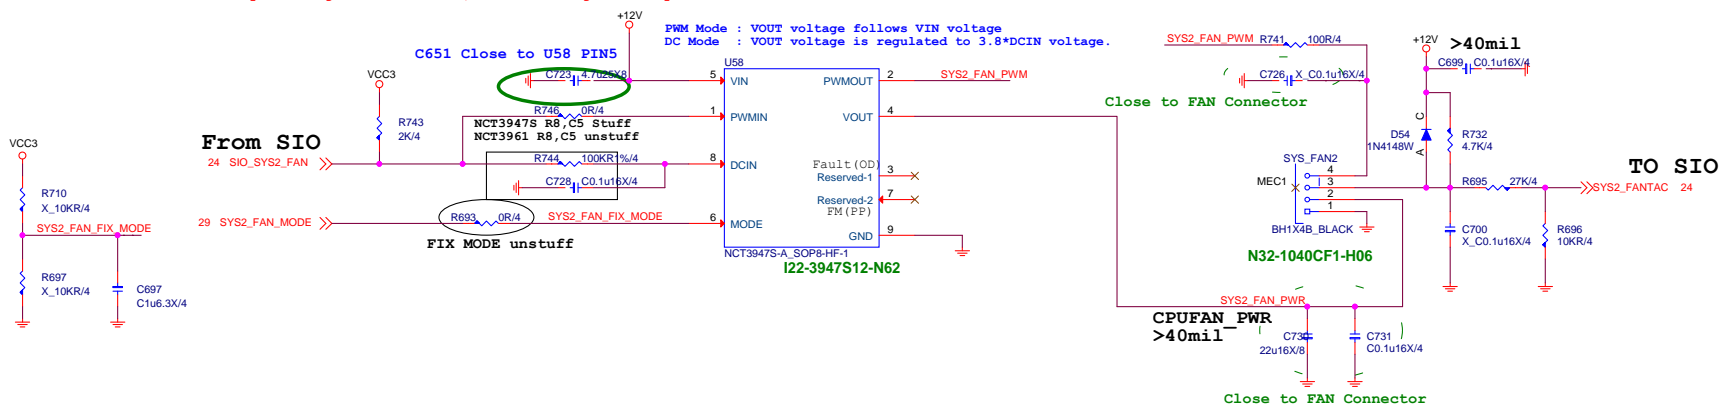 +12V
PWM Mode : VOUT voltage follows VIN voltage
DC Mode : VOUT voltage is regulated to 3.8*DCIN voltage.
C651 Close to U58 PIN5
U58
C723 4.7u25X8
5 VIN
PWMOUT 2 SYS2_FAN_PWM
VCC3
R743
2K/4
R746 0R/4
1 PWMIN
VOUT 4
NCT3947S R8,C5 Stuff
NCT3961 R8,C5 unstuff
From SIO
24 SIO_SYS2_FAN
R744 100KR1%/4
8 DCIN
Fault(OD)
Reserved-1 3
C728 C0.1u16X/4
Reserved-2 7
FM(PP)
29 SYS2_FAN_MODE
R693 0R/4
SYS2_FAN_FIX_MODE
6 MODE
GND 9
FIX MODE unstuff
NCT3947S-A_SOP8-HF-1
I22-3947S12-N62
VCC3
R710
X_10KR/4
SYS2_FAN_FIX_MODE
R697
X_10KR/4
C697
C1u6.3X/4
SYS2_FAN_PWM R741 100R/4
C726 X_C0.1u16X/4
Close to FAN Connector
+12V >40mil
C699 C0.1u16X/4
C
D54
1N4148W
A
R732
4.7K/4
SYS_FAN2
MEC1
4
3
2
1
BH1X4B_BLACK
N32-1040CF1-H06
TO SIO
R695 27K/4
SYS2_FANTAC 24
C700
X_C0.1u16X/4
R696
10KR/4
SYS2_FAN_PWR
CPUFAN_PWR
>40mil
22u16X/8
C731
C0.1u16X/4
Close to FAN Connector